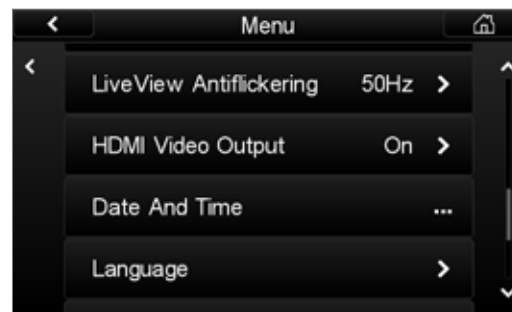 Menu
LiveView Antiflickering 50Hz
HDMI Video Output On
Date And Time ...
Language